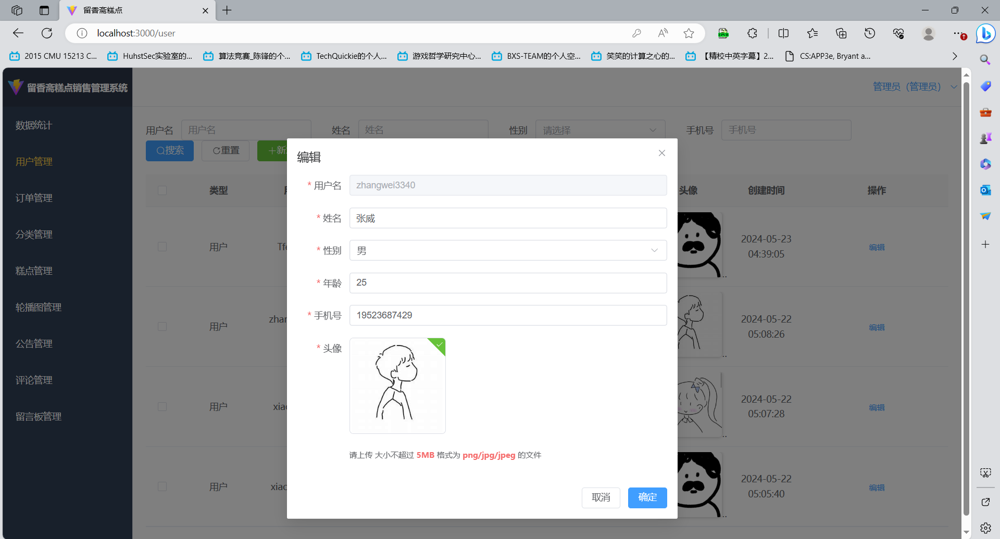 留香斋糕点
localhost:3000/user
2015 CMU 15213 C...
HuhstSec实验室的...
算法竞赛_陈锋的个...
TechQuickie的个人...
游戏哲学研究中心...
BXS-TEAM的个人空...
笑笑的计算之心的...
【精校中英字幕】2...
CS:APP3e, Bryant a...
留香斋糕点销售管理系统
管理员（管理员）
数据统计
用户管理
订单管理
分类管理
糕点管理
轮播图管理
公告管理
评论管理
留言板管理
用户名 用户名
姓名 姓名
性别 请选择
手机号 手机号
搜索
重置
类型
头像
创建时间
操作
用户
2024-05-23
04:39:05
编辑
用户
zhan
2024-05-22
05:08:26
编辑
用户
xiao
2024-05-22
05:07:28
编辑
用户
xiao
2024-05-22
05:05:40
编辑
编辑
* 用户名 zhangwei3340
* 姓名 张威
* 性别 男
* 年龄 25
* 手机号 19523687429
* 头像
请上传 大小不超过 5MB 格式为 png/jpg/jpeg 的文件
取消
确定